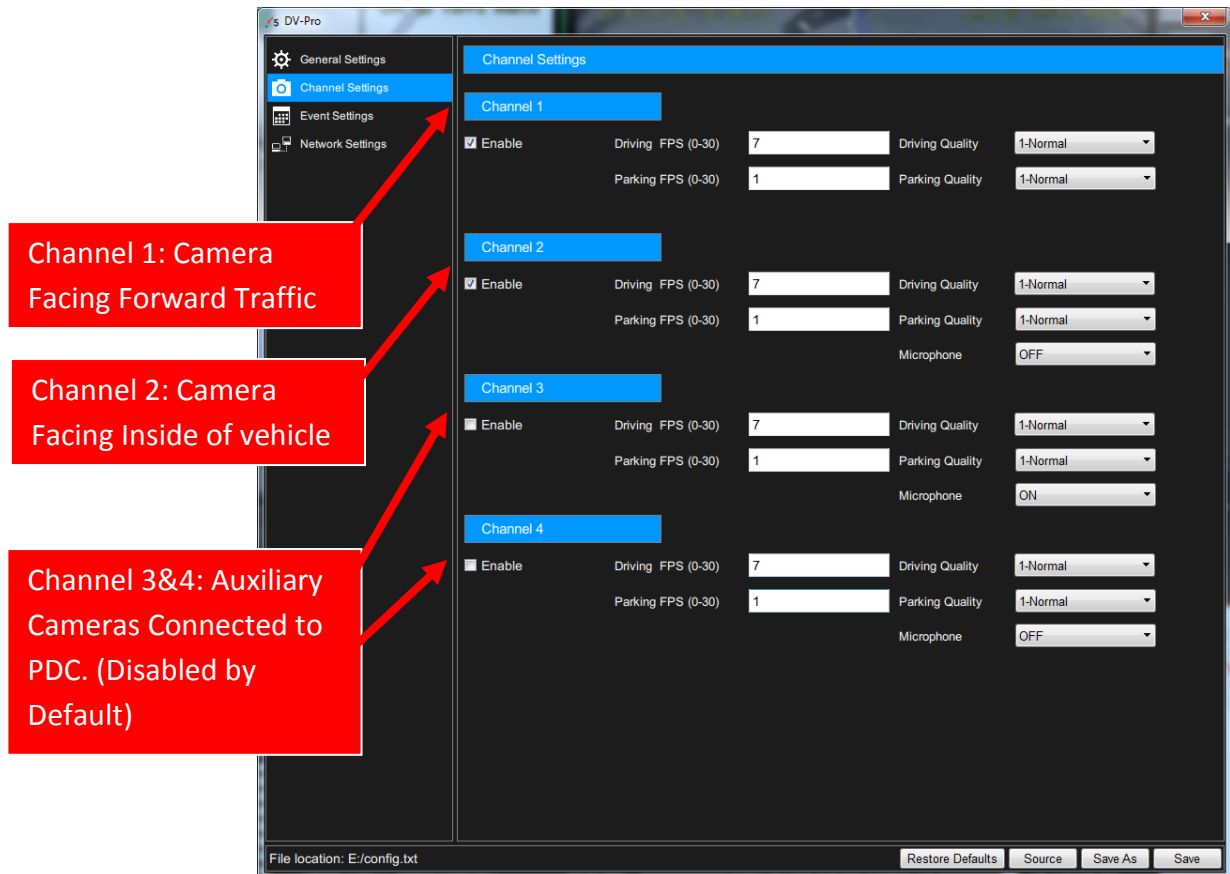 DV-Pro
General Settings
Channel Settings
Event Settings
Network Settings
Channel Settings
Channel 1
Enable Driving FPS (0-30) 7 Driving Quality 1-Normal
Parking FPS (0-30) 1 Parking Quality 1-Normal
Channel 2
Enable Driving FPS (0-30) 7 Driving Quality 1-Normal
Parking FPS (0-30) 1 Parking Quality 1-Normal
Microphone OFF
Channel 3
Enable Driving FPS (0-30) 7 Driving Quality 1-Normal
Parking FPS (0-30) 1 Parking Quality 1-Normal
Microphone ON
Channel 4
Enable Driving FPS (0-30) 7 Driving Quality 1-Normal
Parking FPS (0-30) 1 Parking Quality 1-Normal
Microphone OFF
Channel 1: Camera
Facing Forward Traffic
Channel 2: Camera
Facing Inside of vehicle
Channel 3&4: Auxiliary
Cameras Connected to
PDC. (Disabled by
Default)
File location: E:/config.txt Restore Defaults Source Save As Save